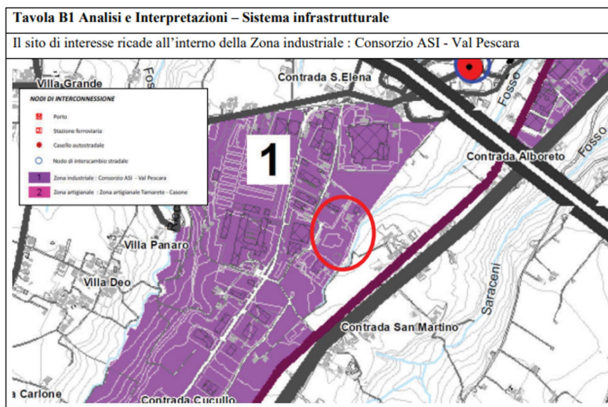 Tavola B1 Analisi e Interpretazioni – Sistema infrastrutturale
Il sito di interesse ricade all'interno della Zona industriale : Consorzio ASI - Val Pescara
Villa Grande
Contrada S.Elena
Fosso
NODI DI INTERCONNESSIONE
Porto
Stazione ferroviaria
Casello autostradale
Nodo di interscambio stradale
1 Zona industriale : Consorzio ASI - Val Pescara
2 Zona artigianale : Zona artigianale Tamarete - Casone
1
Contrada Alboreto
Fosso
Villa Panaro
Villa Deo
Saraceni
Contrada San Martino
a Carlone
Contrada Cucullo